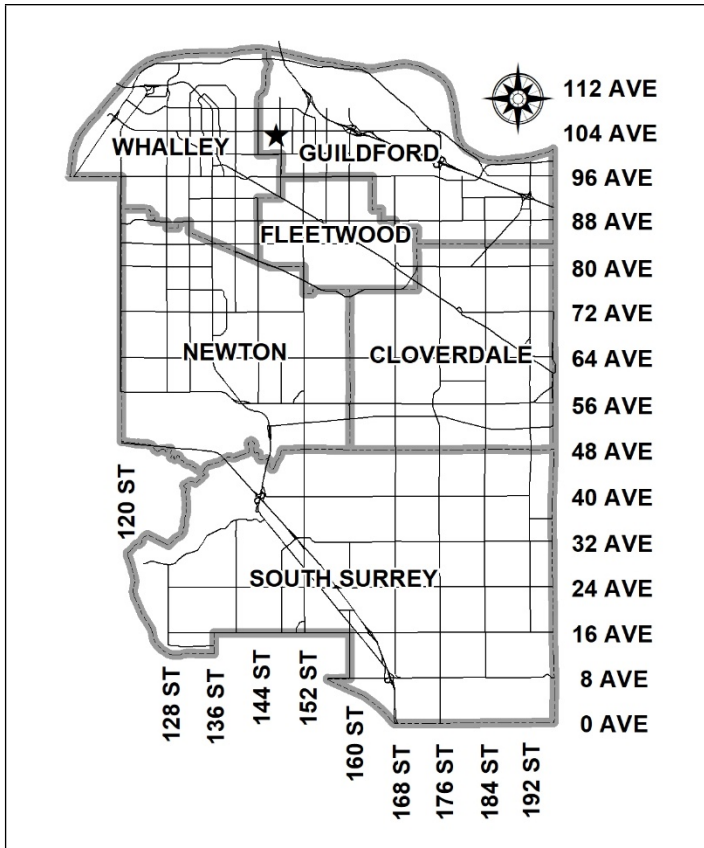 112 AVE
104 AVE
WHALLEY
GUILDFORD
96 AVE
88 AVE
FLEETWOOD
80 AVE
72 AVE
NEWTON
CLOVERDALE
64 AVE
56 AVE
48 AVE
120 ST
40 AVE
32 AVE
SOUTH SURREY
24 AVE
16 AVE
128 ST
136 ST
144 ST
152 ST
160 ST
8 AVE
0 AVE
168 ST
176 ST
184 ST
192 ST